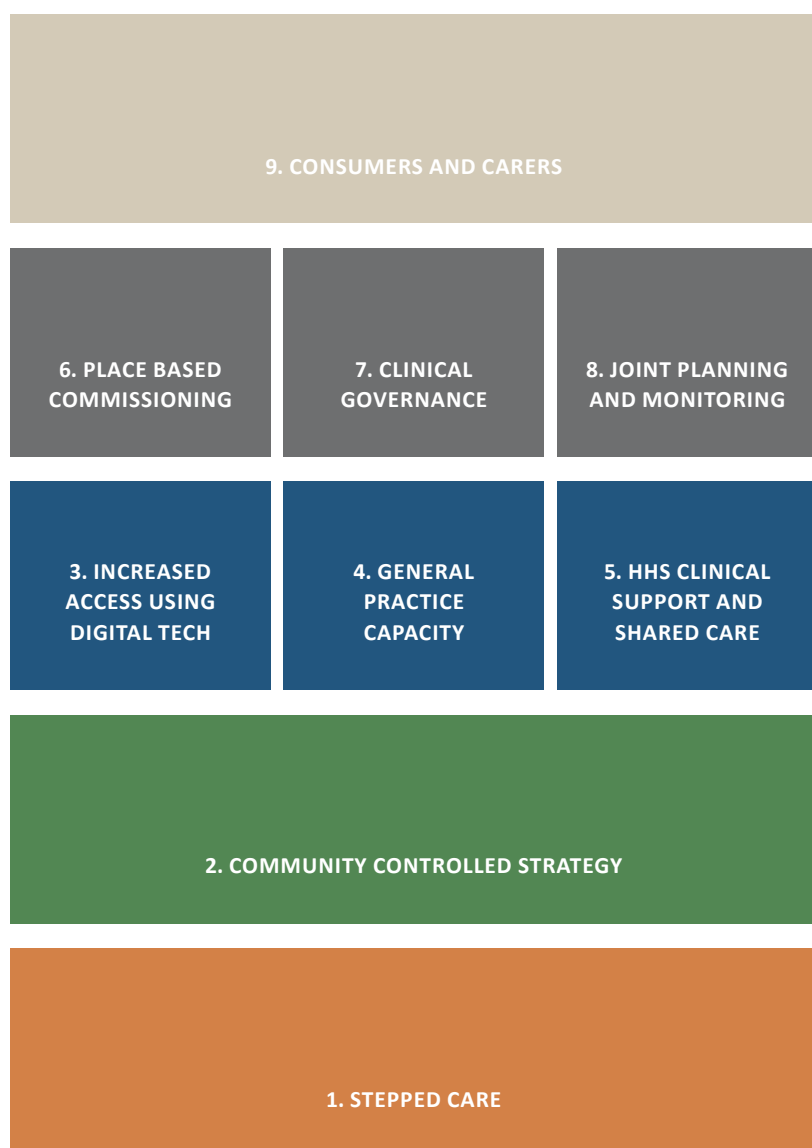 9. CONSUMERS AND CARERS
6. PLACE BASED
COMMISSIONING
7. CLINICAL
GOVERNANCE
8. JOINT PLANNING
AND MONITORING
3. INCREASED
ACCESS USING
DIGITAL TECH
4. GENERAL
PRACTICE
CAPACITY
5. HHS CLINICAL
SUPPORT AND
SHARED CARE
2. COMMUNITY CONTROLLED STRATEGY
1. STEPPED CARE